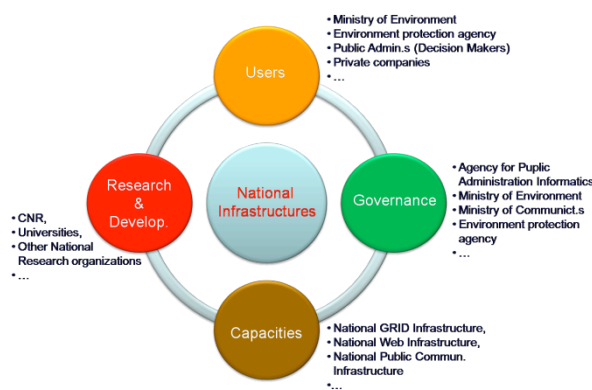 • Ministry of Environment
• Environment protection agency
• Public Admin.s (Decision Makers)
• Private companies
• ...
Users
Research
& Develop.
National
Infrastructures
Governance
• Agency for Puplic
Administration Informatics
• Ministry of Environment
• Ministry of Communict.s
• Environment protection
agency
• ...
• CNR,
• Universities,
• Other National
Research organizations
• ...
Capacities
• National GRID Infrastructure,
• National Web Infrastructure,
• National Public Commun.
Infrastructure
•...